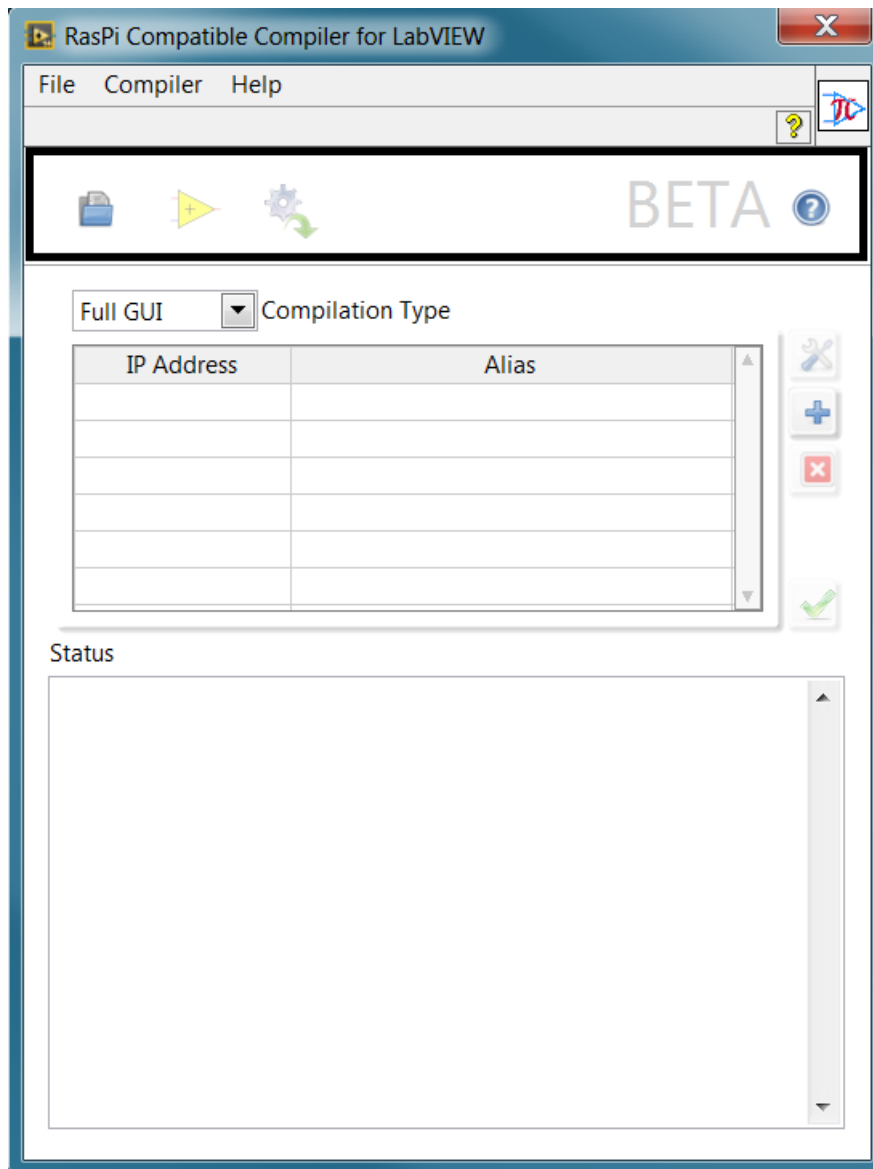 RasPi Compatible Compiler for LabVIEW
File Compiler Help
BETA
Full GUI Compilation Type
IP Address Alias
Status